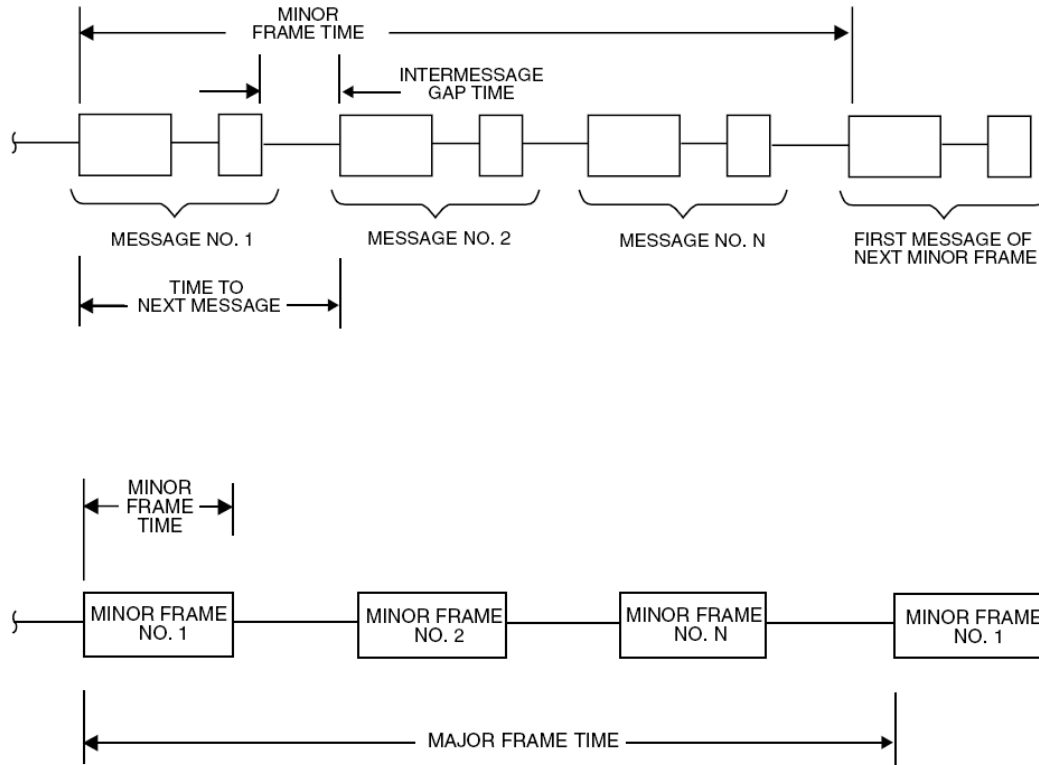 MINOR
FRAME TIME
INTERMESSAGE
GAP TIME
MESSAGE NO. 1
MESSAGE NO. 2
MESSAGE NO. N
FIRST MESSAGE OF
NEXT MINOR FRAME
TIME TO
NEXT MESSAGE
MINOR
FRAME
TIME
MINOR FRAME
NO. 1
MINOR FRAME
NO. 2
MINOR FRAME
NO. N
MINOR FRAME
NO. 1
MAJOR FRAME TIME